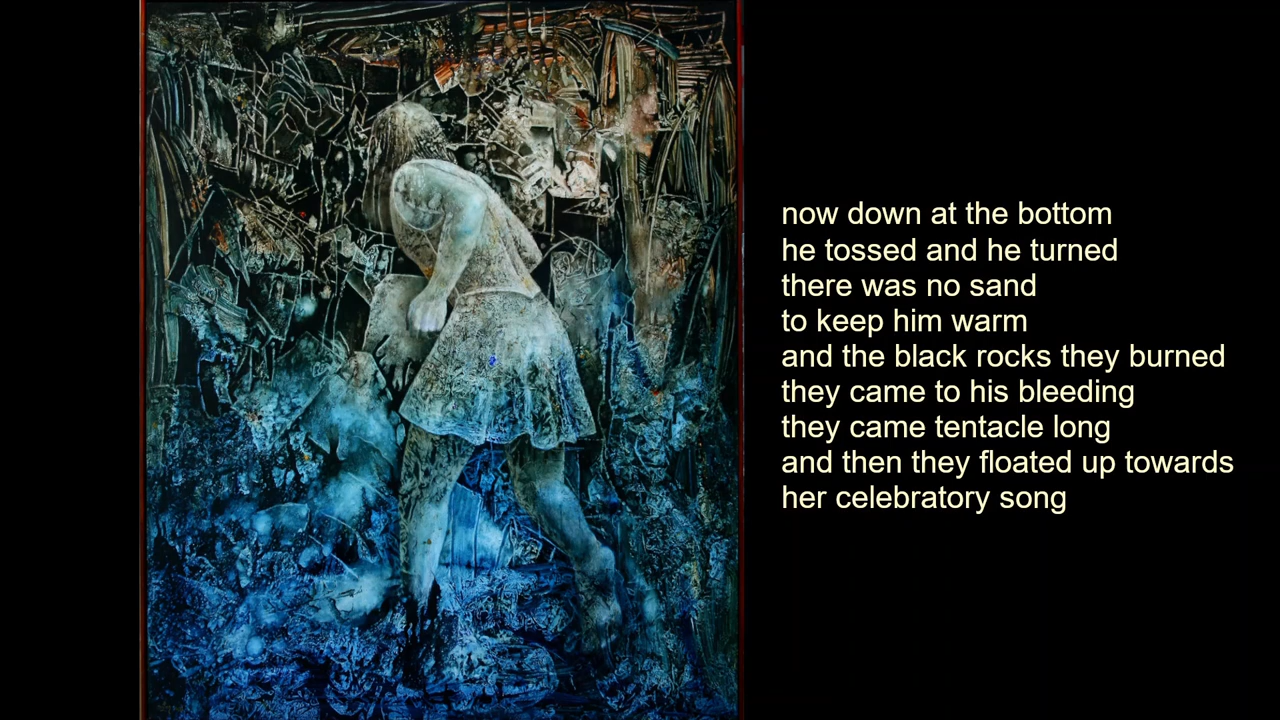 now down at the bottom
he tossed and he turned
there was no sand
to keep him warm
and the black rocks they burned
they came to his bleeding
they came tentacle long
and then they floated up towards
her celebratory song